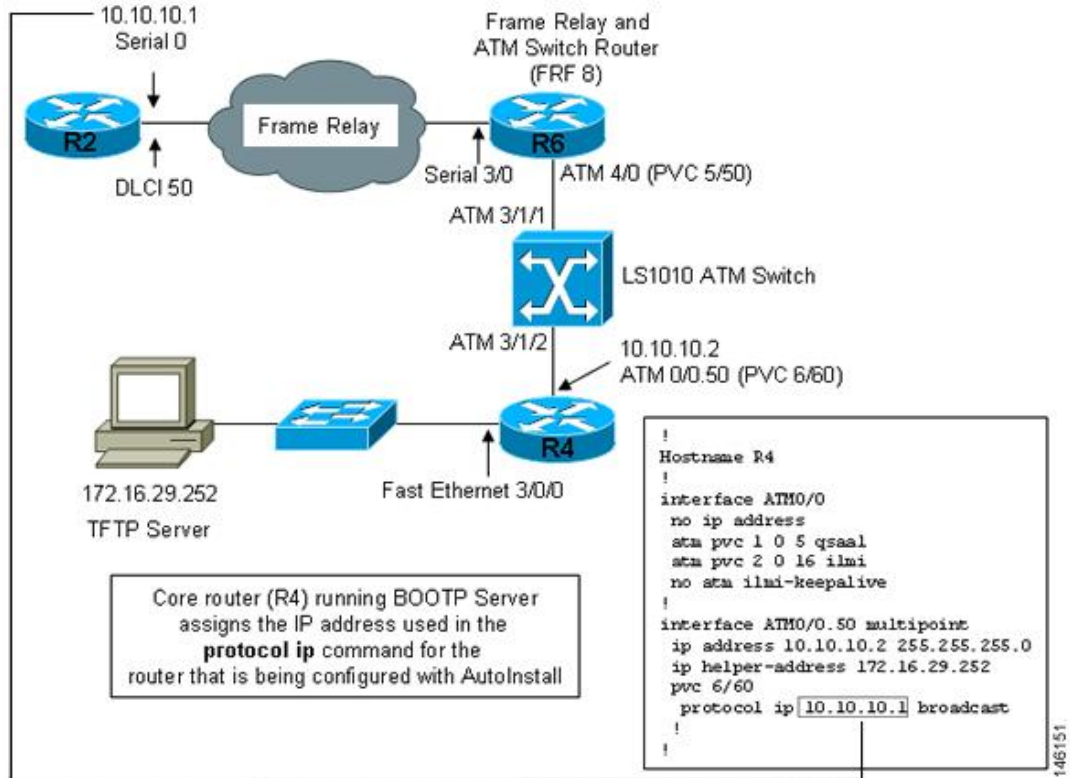 10.10.10.1
Serial 0
Frame Relay and
ATM Switch Router
(FRF 8)
R2
Frame Relay
R6
DLCI 50
Serial 3/0
ATM 4/0 (PVC 5/50)
ATM 3/1/1
LS1010 ATM Switch
ATM 3/1/2
10.10.10.2
ATM 0/0.50 (PVC 6/60)
R4
172.16.29.252
TFTP Server
Fast Ethernet 3/0/0
Core router (R4) running BOOTP Server
assigns the IP address used in the
protocol ip command for the
router that is being configured with AutoInstall
!
Hostname R4
!
interface ATM0/0
no ip address
atm pvc 1 0 5 qsaal
atm pvc 2 0 16 ilmi
no atm ilmi-keepalive
!
interface ATM0/0.50 multipoint
ip address 10.10.10.2 255.255.255.0
ip helper-address 172.16.29.252
pvc 6/60
protocol ip 10.10.10.1 broadcast
!
!
146151